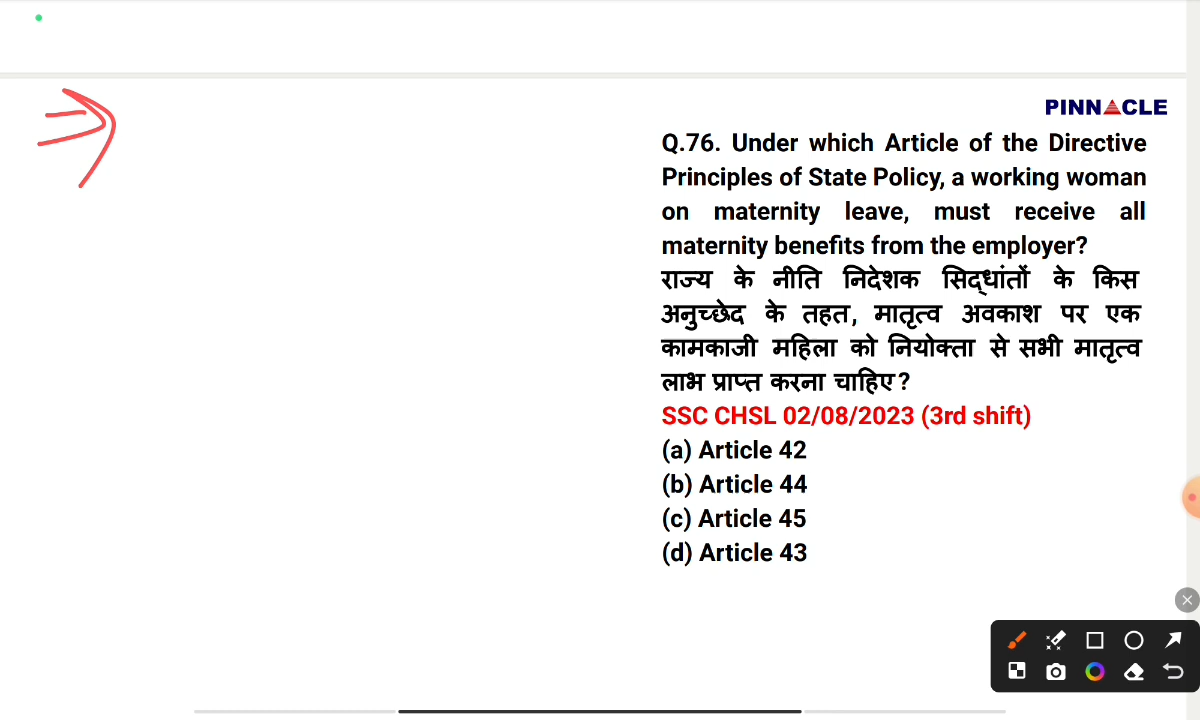 PINNACLE
Q.76. Under which Article of the Directive
Principles of State Policy, a working woman
on maternity leave, must receive all
maternity benefits from the employer?
राज्य के नीति निदेशक सिद्धांतों के किस
अनुच्छेद के तहत, मातृत्व अवकाश पर एक
कामकाजी महिला को नियोक्ता से सभी मातृत्व
लाभ प्राप्त करना चाहिए?
SSC CHSL 02/08/2023 (3rd shift)
(a) Article 42
(b) Article 44
(c) Article 45
(d) Article 43